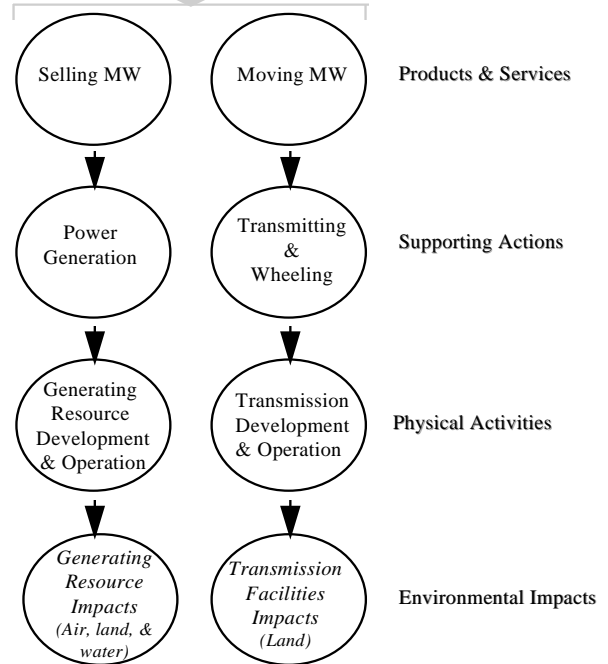 Selling MW
Moving MW
Products & Services
Power
Generation
Transmitting
&
Wheeling
Supporting Actions
Generating
Resource
Development
& Operation
Transmission
Development
& Operation
Physical Activities
Generating
Resource
Impacts
(Air, land, &
water)
Transmission
Facilities
Impacts
(Land)
Environmental Impacts